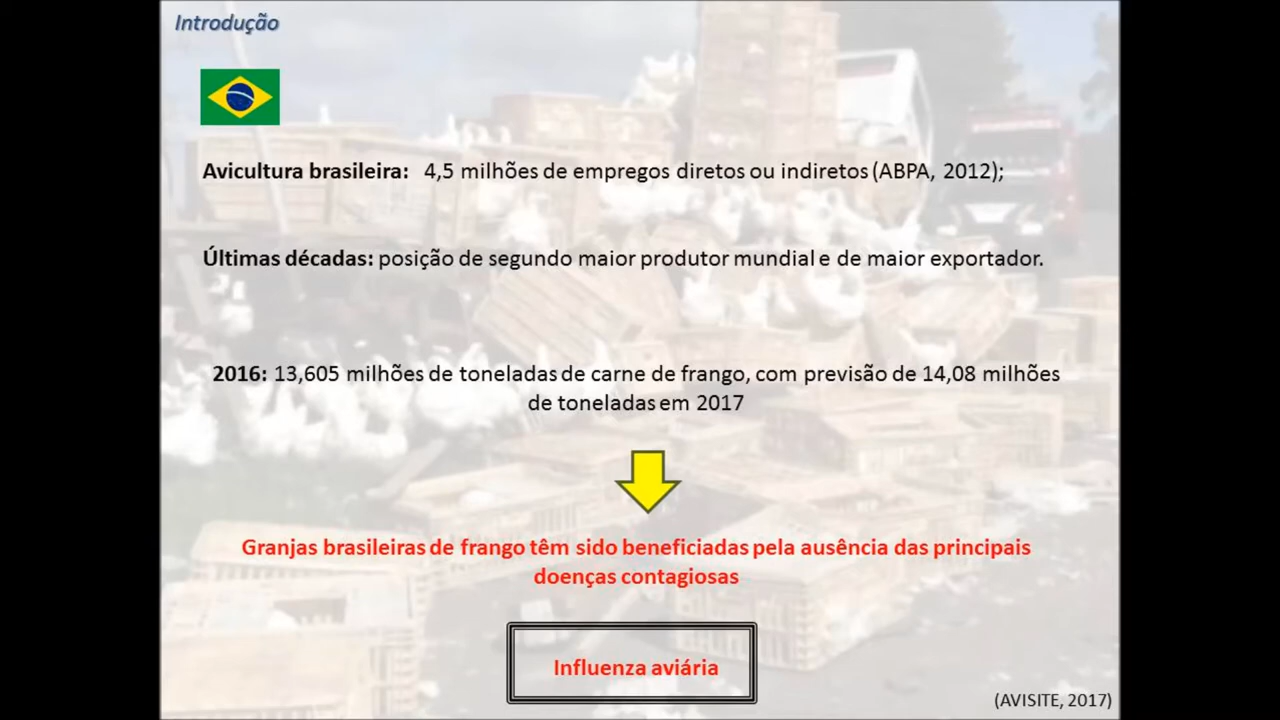 Introdução
Avicultura brasileira: 4,5 milhões de empregos diretos ou indiretos (ABPA, 2012);
Últimas décadas: posição de segundo maior produtor mundial e de maior exportador.
2016: 13,605 milhões de toneladas de carne de frango, com previsão de 14,08 milhões
de toneladas em 2017
Granjas brasileiras de frango têm sido beneficiadas pela ausência das principais
doenças contagiosas
Influenza aviária
(AVISITE, 2017)